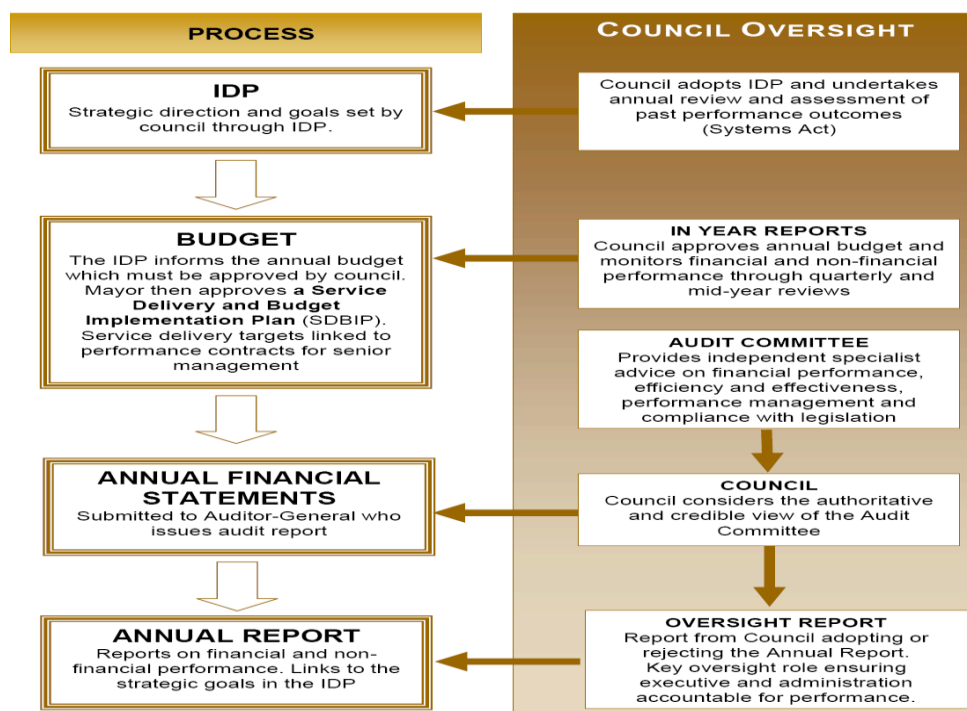 PROCESS
IDP
Strategic direction and goals set by
council through IDP.
BUDGET
The IDP informs the annual budget
which must be approved by council.
Mayor then approves a Service
Delivery and Budget
Implementation Plan (SDBIP).
Service delivery targets linked to
performance contracts for senior
management
ANNUAL FINANCIAL
STATEMENTS
Submitted to Auditor-General who
issues audit report
ANNUAL REPORT
Reports on financial and non-
financial performance. Links to the
strategic goals in the IDP
COUNCIL OVERSIGHT
Council adopts IDP and undertakes
annual review and assessment of
past performance outcomes
(Systems Act)
IN YEAR REPORTS
Council approves annual budget and
monitors financial and non-financial
performance through quarterly and
mid-year reviews
AUDIT COMMITTEE
Provides independent specialist
advice on financial performance,
efficiency and effectiveness,
performance management and
compliance with legislation
COUNCIL
Council considers the authoritative
and credible view of the Audit
Committee
OVERSIGHT REPORT
Report from Council adopting or
rejecting the Annual Report.
Key oversight role ensuring
executive and administration
accountable for performance.